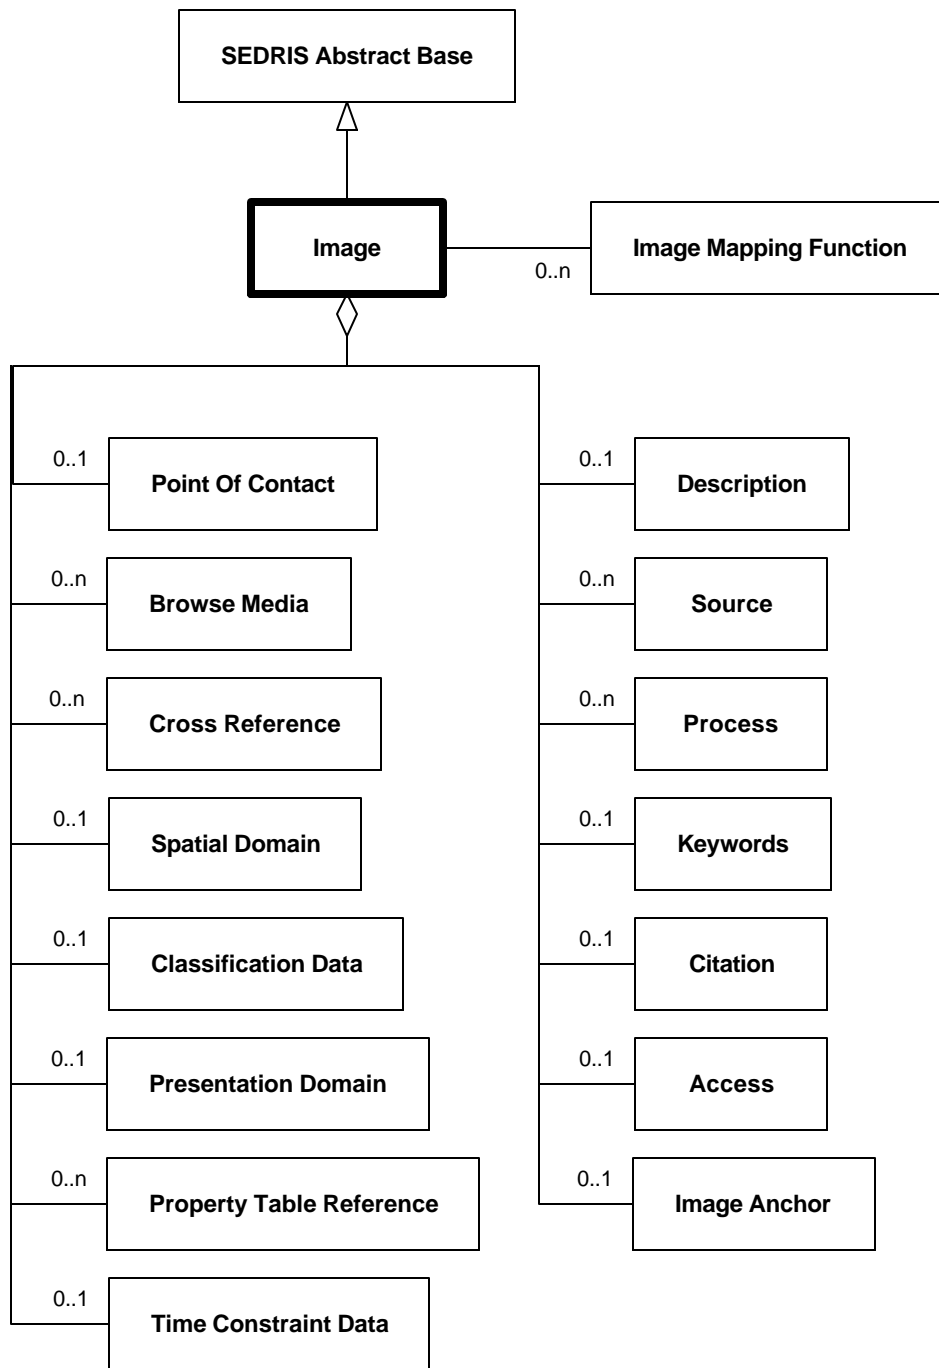 SEDRIS Abstract Base
Image
Image Mapping Function
0..n
0..1
Point Of Contact
0..n
Browse Media
0..n
Cross Reference
0..1
Spatial Domain
0..1
Classification Data
0..1
Presentation Domain
0..n
Property Table Reference
0..1
Time Constraint Data
0..1
Description
0..n
Source
0..n
Process
0..1
Keywords
0..1
Citation
0..1
Access
0..1
Image Anchor